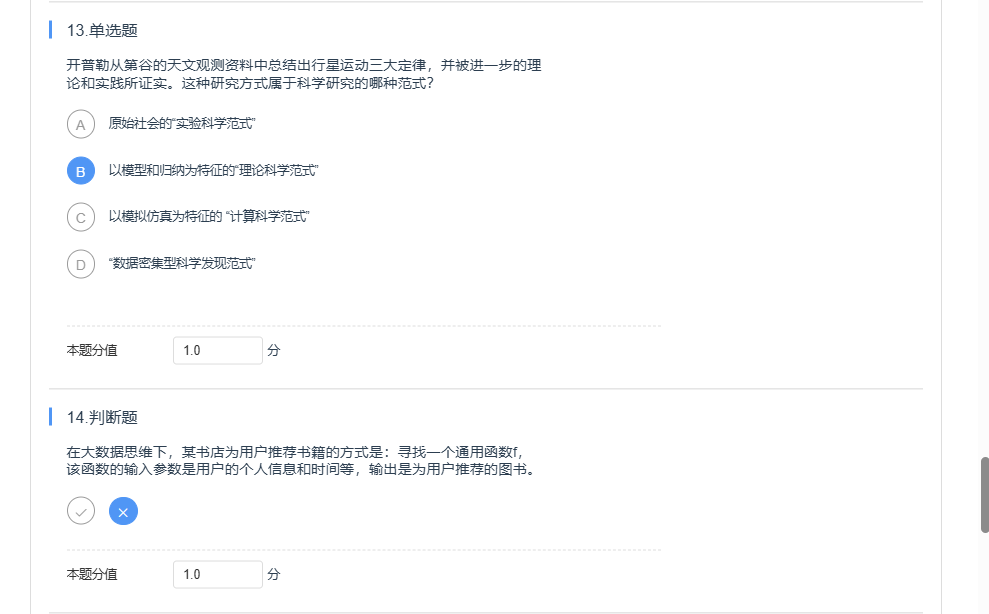 13.单选题
开普勒从第谷的天文观测资料中总结出行星运动三大定律，并被进一步的理
论和实践所证实。这种研究方式属于科学研究的哪种范式？
A 原始社会的“实验科学范式”
B 以模型和归纳为特征的“理论科学范式”
C 以模拟仿真为特征的 “计算科学范式”
D “数据密集型科学发现范式”
本题分值 1.0 分
14.判断题
在大数据思维下，某书店为用户推荐书籍的方式是：寻找一个通用函数f，
该函数的输入参数是用户的个人信息和时间等，输出是为用户推荐的图书。
本题分值 1.0 分